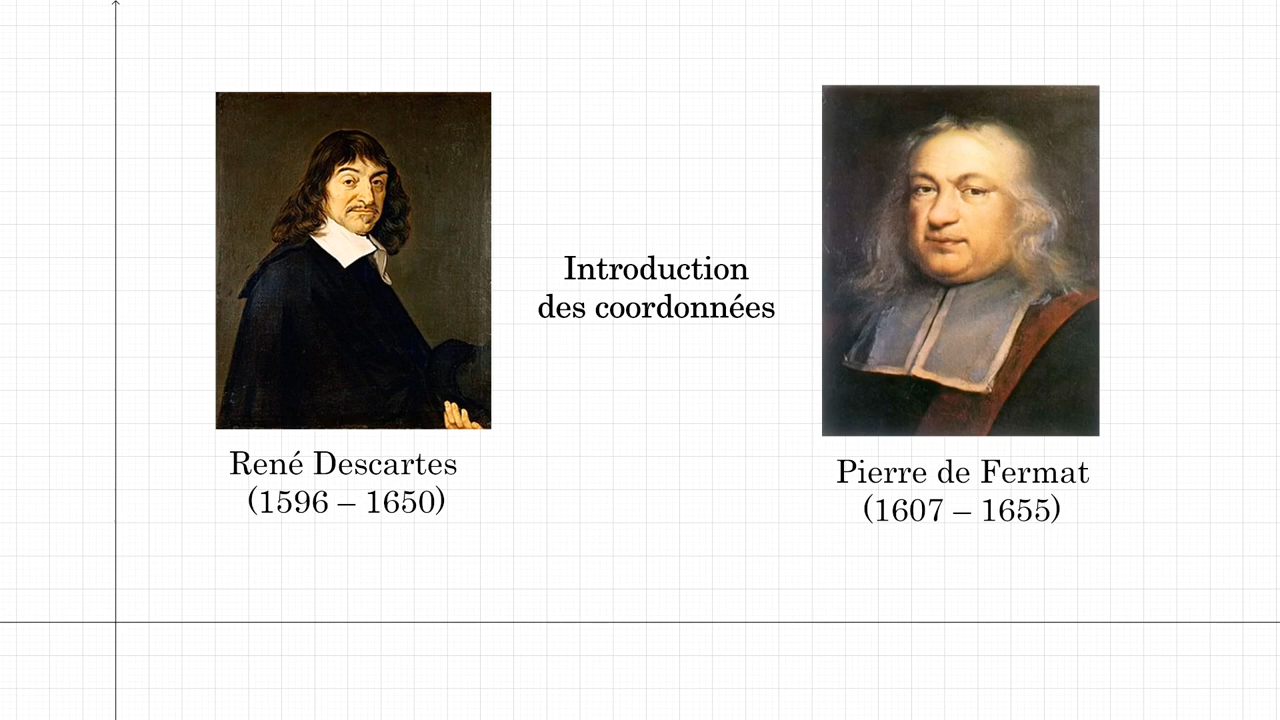 Introduction
des coordonnées
René Descartes
(1596 – 1650)
Pierre de Fermat
(1607 – 1655)